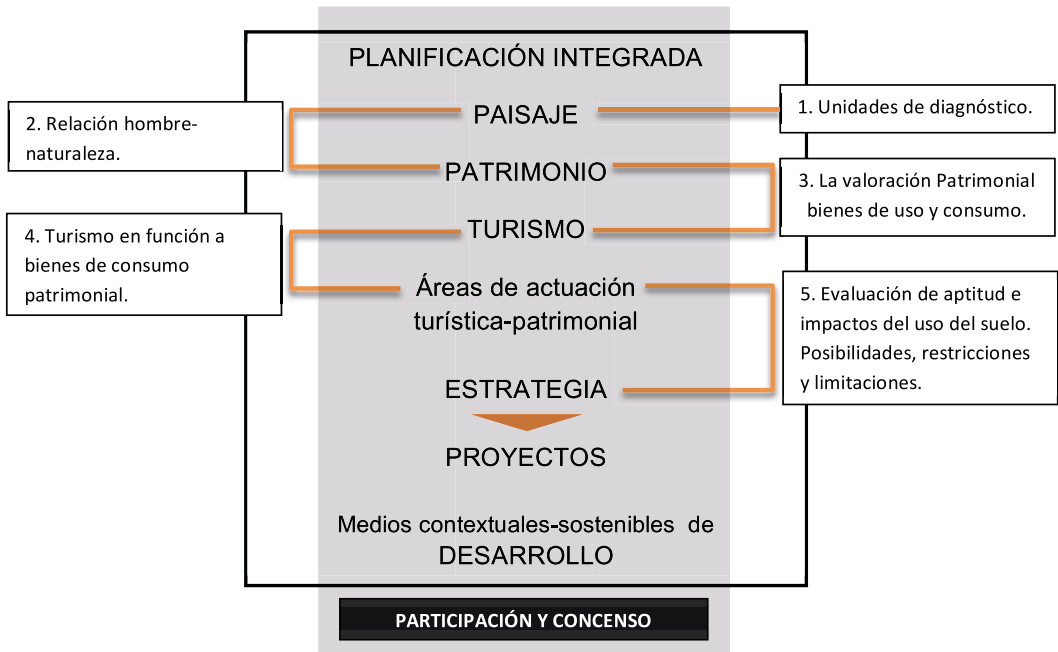 PLANIFICACIÓN INTEGRADA
PAISAJE
1. Unidades de diagnóstico.
2. Relación hombre-
naturaleza.
PATRIMONIO
3. La valoración Patrimonial
bienes de uso y consumo.
TURISMO
4. Turismo en función a
bienes de consumo
patrimonial.
Áreas de actuación
turística-patrimonial
5. Evaluación de aptitud e
impactos del uso del suelo.
Posibilidades, restricciones
y limitaciones.
ESTRATEGIA
PROYECTOS
Medios contextuales-sostenibles de
DESARROLLO
PARTICIPACIÓN Y CONCENSO